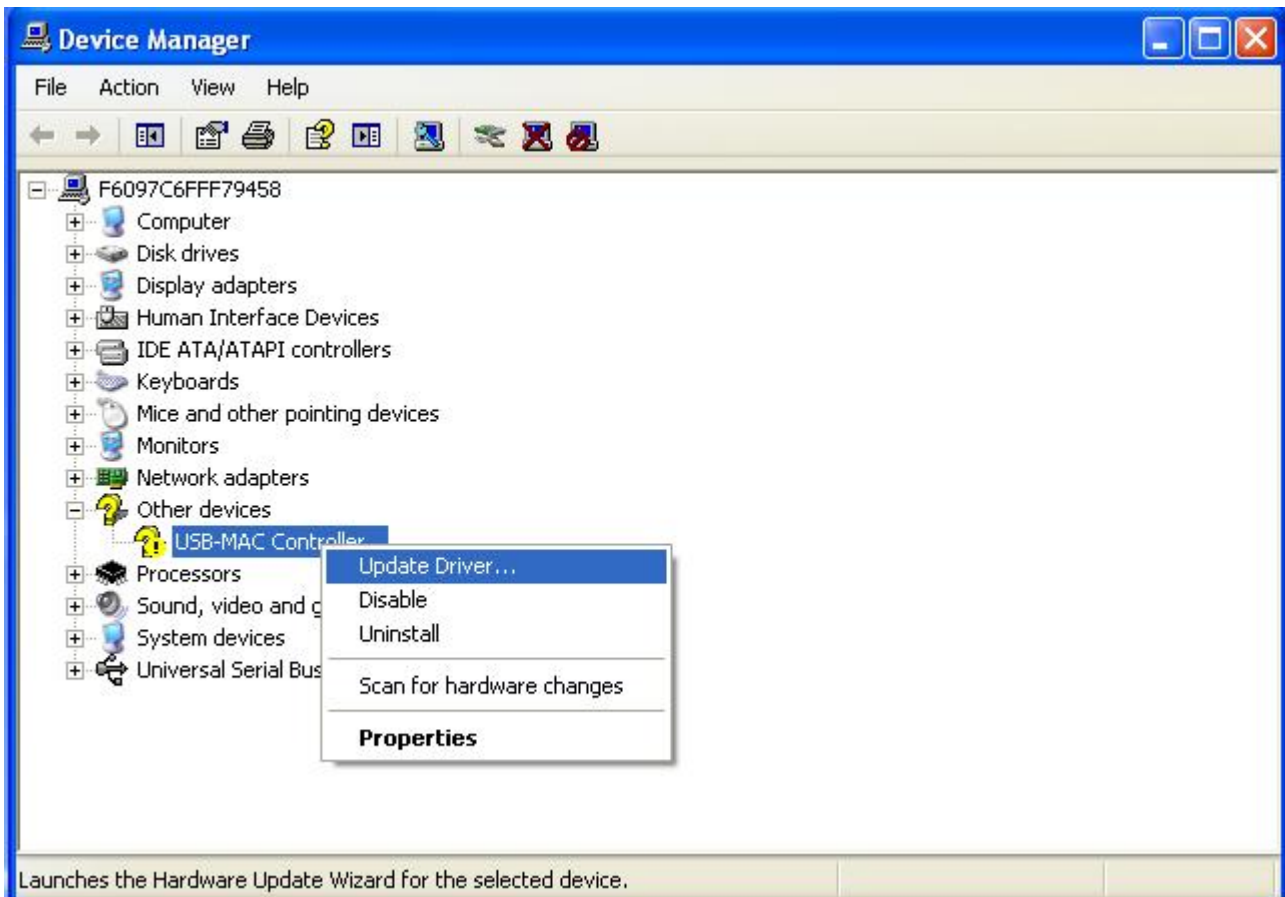 Device Manager
File Action View Help
F6097C6FFF79458
Computer
Disk drives
Display adapters
Human Interface Devices
IDE ATA/ATAPI controllers
Keyboards
Mice and other pointing devices
Monitors
Network adapters
Other devices
USB-MAC Controller
Processors
Sound, video and g
System devices
Universal Serial Bus
Update Driver...
Disable
Uninstall
Scan for hardware changes
Properties
Launches the Hardware Update Wizard for the selected device.